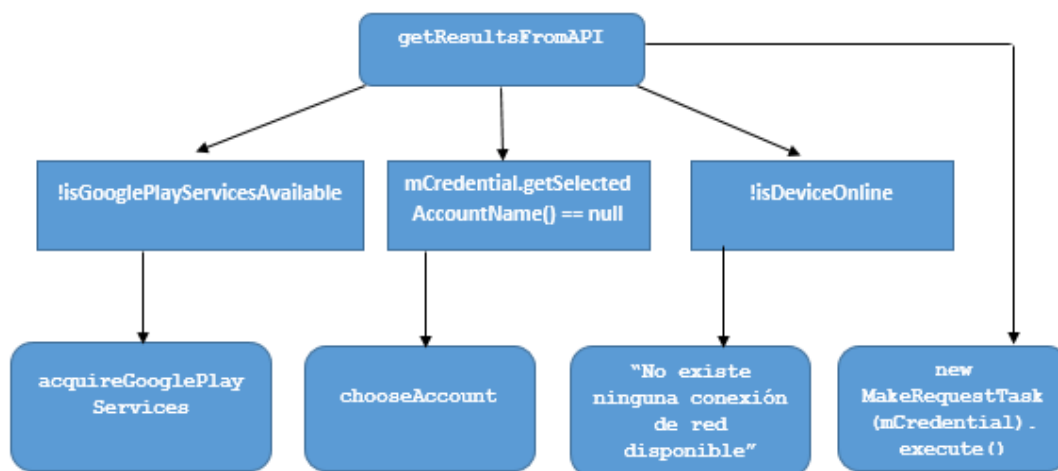 getResultsFromAPI
!isGooglePlayServicesAvailable
mCredential.getSelected
AccountName() == null
!isDeviceOnline
acquireGooglePlay
Services
chooseAccount
“No existe
ninguna conexión
de red
disponible”
new
MakeRequestTask
(mCredential).
execute()